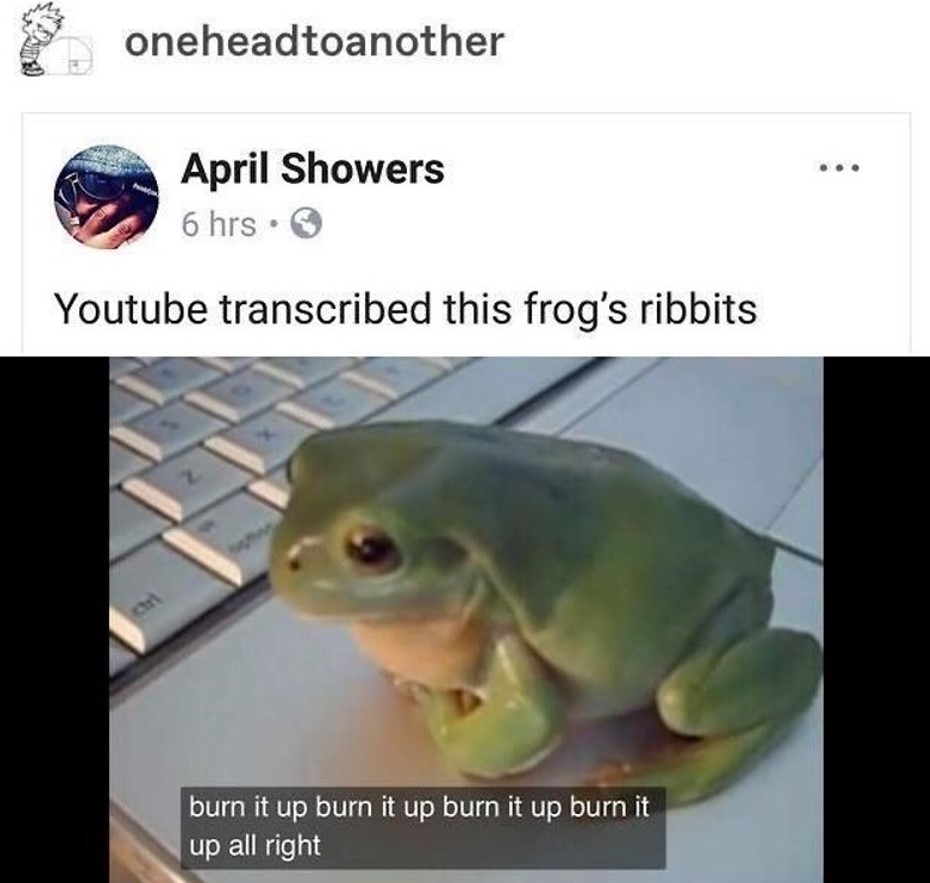 oneheadtoanother
April Showers
6 hrs
Youtube transcribed this frog's ribbits
Z
X
ctrl
burn it up burn it up burn it up burn it
up all right